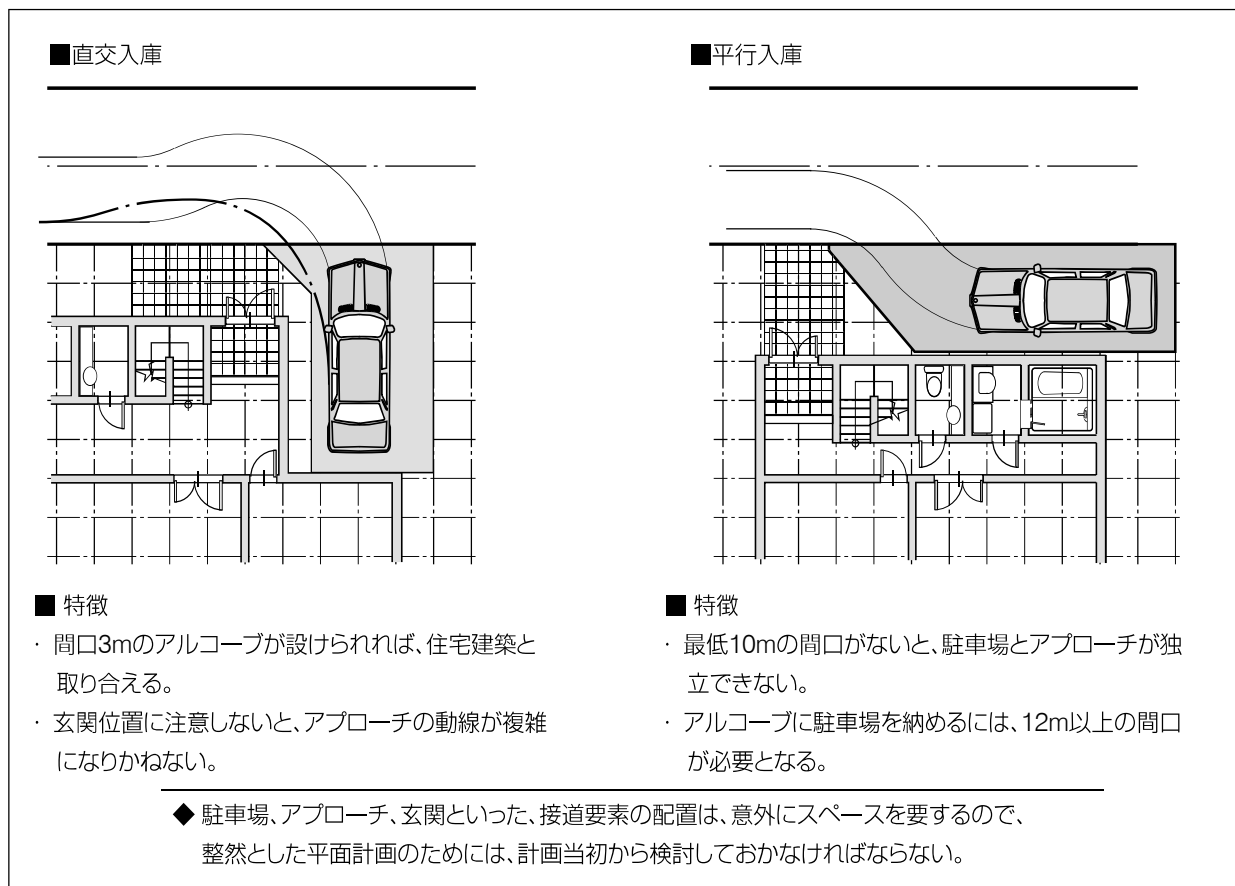 ■直交入庫
■平行入庫
■ 特徴
・ 間口3mのアルコーブが設けられれば、住宅建築と
取り合える。
・ 玄関位置に注意しないと、アプローチの動線が複雑
になりかねない。
■ 特徴
・ 最低10mの間口がないと、駐車場とアプローチが独
立できない。
・ アルコーブに駐車場を納めるには、12m以上の間口
が必要となる。
◆ 駐車場、アプローチ、玄関といった、接道要素の配置は、意外にスペースを要するので、
整然とした平面計画のためには、計画当初から検討しておかなければならない。